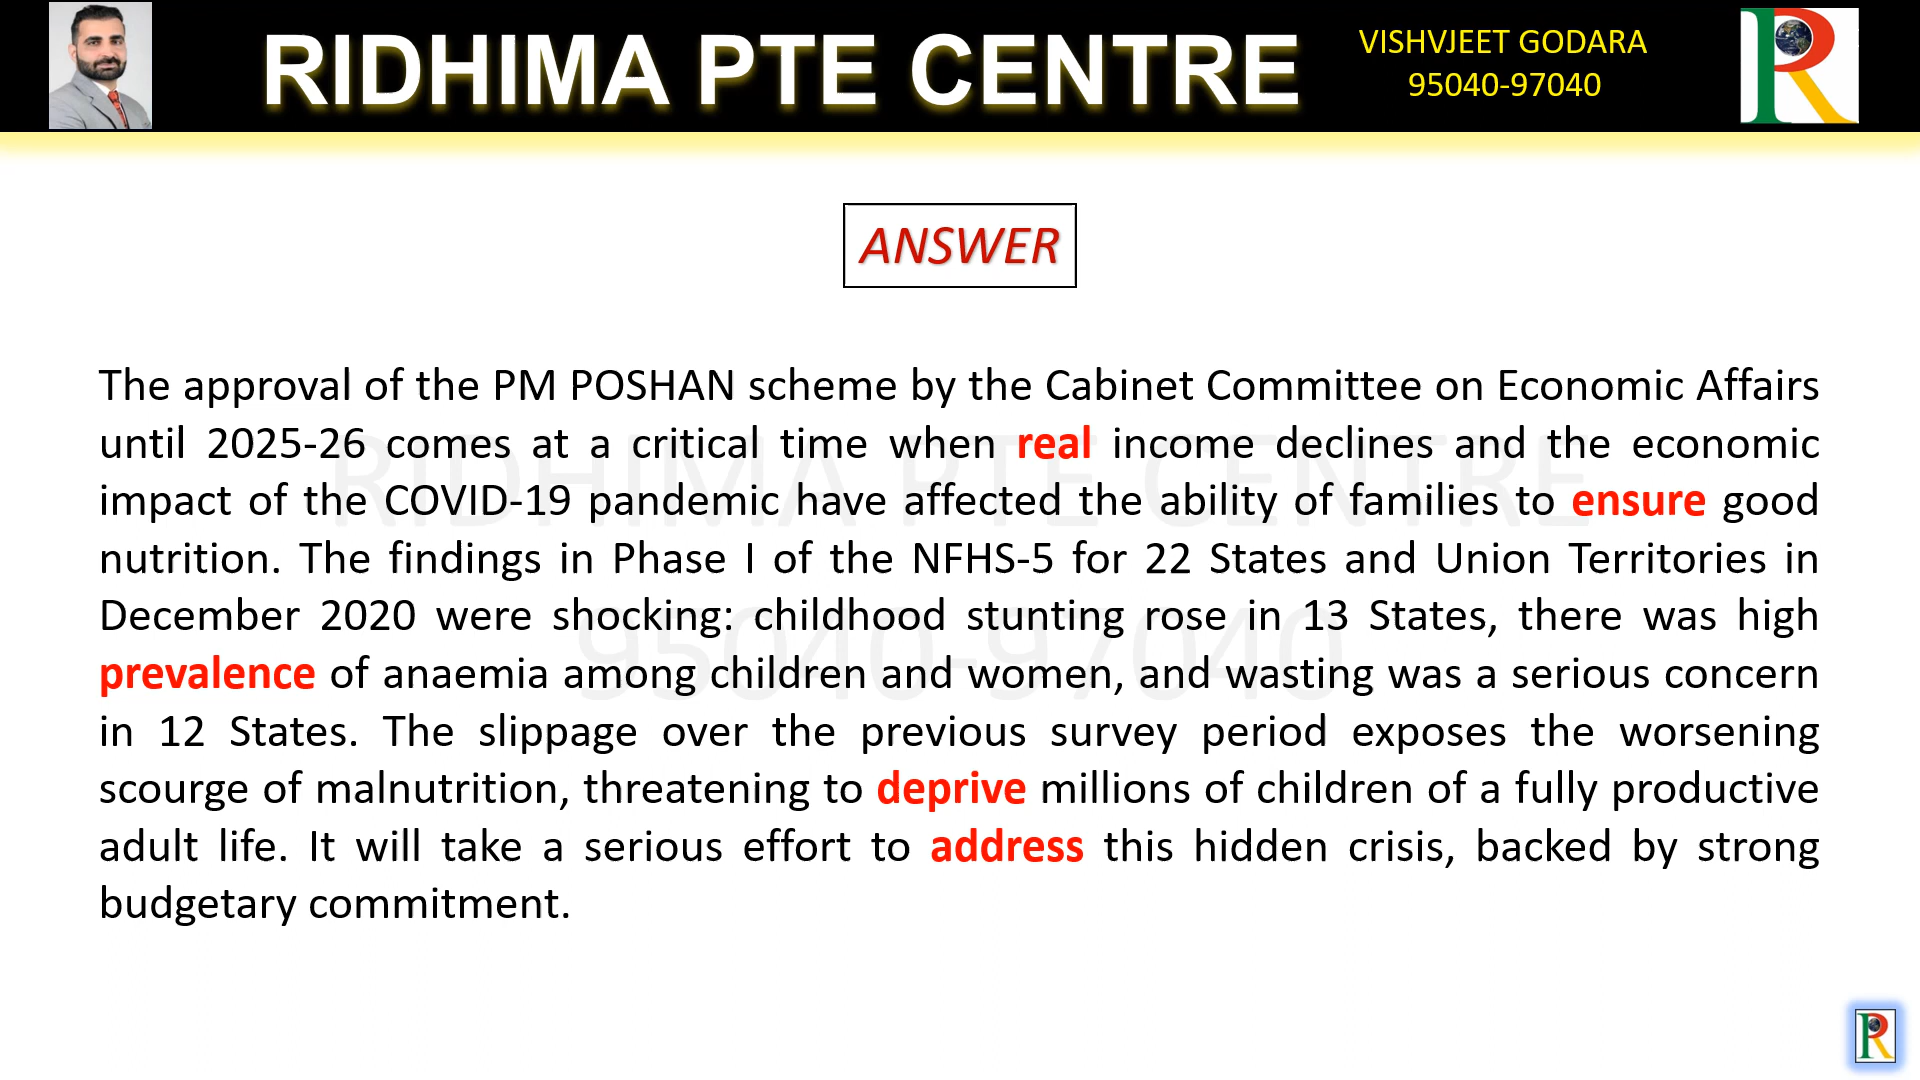 RIDHIMA PTE CENTRE
VISHVJEET GODARA
95040-97040
ANSWER
The approval of the PM POSHAN scheme by the Cabinet Committee on Economic Affairs
until 2025-26 comes at a critical time when real income declines and the economic
impact of the COVID-19 pandemic have affected the ability of families to ensure good
nutrition. The findings in Phase I of the NFHS-5 for 22 States and Union Territories in
December 2020 were shocking: childhood stunting rose in 13 States, there was high
prevalence of anaemia among children and women, and wasting was a serious concern
in 12 States. The slippage over the previous survey period exposes the worsening
scourge of malnutrition, threatening to deprive millions of children of a fully productive
adult life. It will take a serious effort to address this hidden crisis, backed by strong
budgetary commitment.
RIDHIMA PTE CENTRE
95040-97040